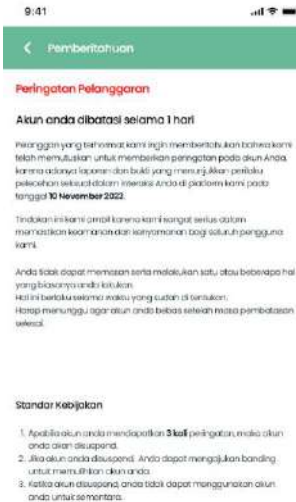 9:41
Pemberitahuan
Peringatan Pelanggaran
Akun anda dibatasi selama 1 hari
Pelanggan yang terhormat kami ingin memberitahukan bahwa kami
telah memutuskan untuk memberikan peringatan pada akun Anda,
karena adanya laporan dan bukti yang menunjukkan perilaku
pelecehan seksual dalam interaksi Anda di platform kami pada
tanggal 10 November 2022.
Tindakan ini kami ambil karena kami sangat serius dalam
memastikan keamanan dan kenyamanan bagi seluruh pengguna
kami.
Anda tidak dapat memesan serta melakukan satu atau beberapa hal
yang biasanya anda lakukan.
Hal ini berlaku selama waktu yang sudah di tentukan.
Harap menunggu agar akun anda bebas setelah masa pembatasan
selesai.
Standar Kebijakan
1. Apabila akun anda mendapatkan 3 kali peringatan, maka akun
anda akan disuspend.
2. Jika akun anda disuspend, Anda dapat mengajukan banding
untuk memulihkan akun anda.
3. Ketika akun disuspend, anda tidak dapat menggunakan akun
anda untuk sementara.